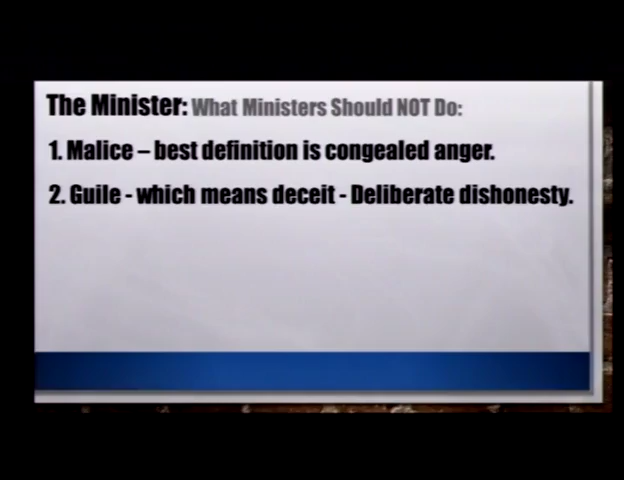 The Minister: What Ministers Should NOT Do:
1. Malice – best definition is congealed anger.
2. Guile - which means deceit - Deliberate dishonesty.